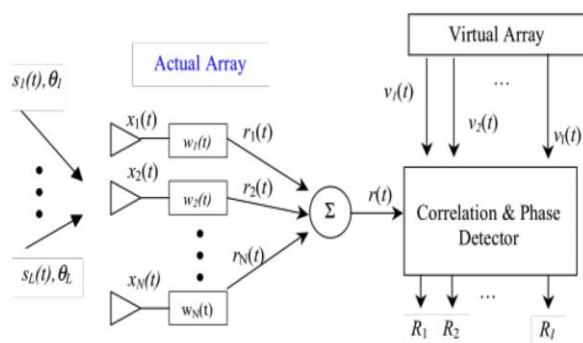 Virtual Array
Actual Array
s1(t), θ1
v1(t)
...
v2(t)
vl(t)
x1(t)
w1(t)
r1(t)
x2(t)
w2(t)
r2(t)
Σ
r(t)
Correlation & Phase
Detector
sL(t), θL
xN(t)
wN(t)
rN(t)
...
R1
R2
RI